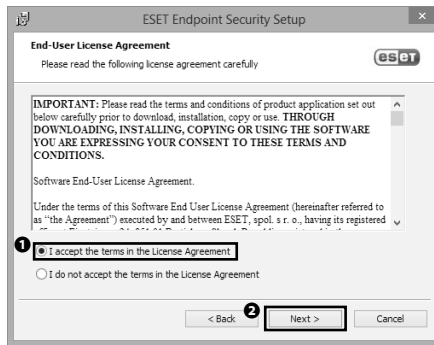 ESET Endpoint Security Setup
×
End-User License Agreement
Please read the following license agreement carefully
eset
IMPORTANT: Please read the terms and conditions of product application set out
below carefully prior to download, installation, copy or use. THROUGH
DOWNLOADING, INSTALLING, COPYING OR USING THE SOFTWARE
YOU ARE EXPRESSING YOUR CONSENT TO THESE TERMS AND
CONDITIONS.
Software End-User License Agreement.
Under the terms of this Software End User License Agreement (hereinafter referred to
as "the Agreement") executed by and between ESET, spol. s r. o., having its registered
1
I accept the terms in the License Agreement
I do not accept the terms in the License Agreement
2
< Back Next > Cancel